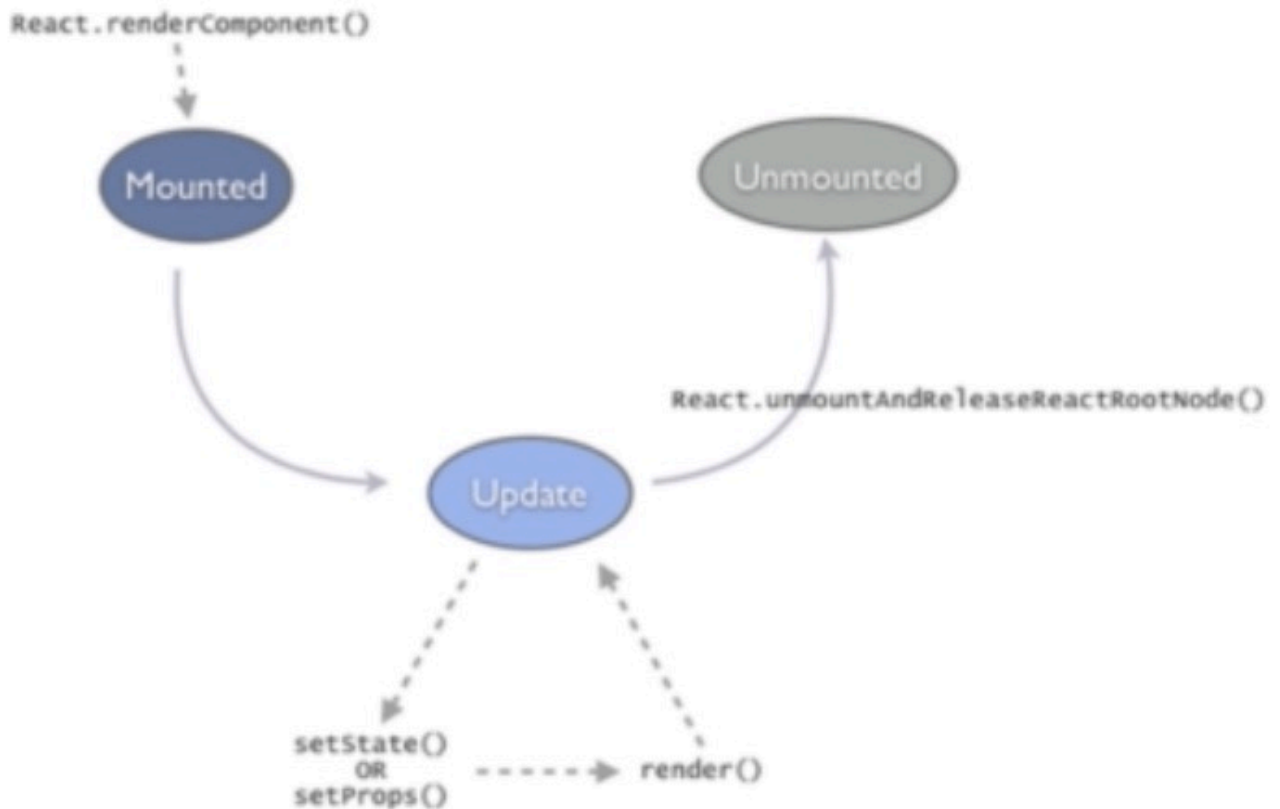 React.renderComponent()
Mounted
Unmounted
React.unmountAndReleaseReactRootNode()
Update
setState()
OR
setProps()
render()